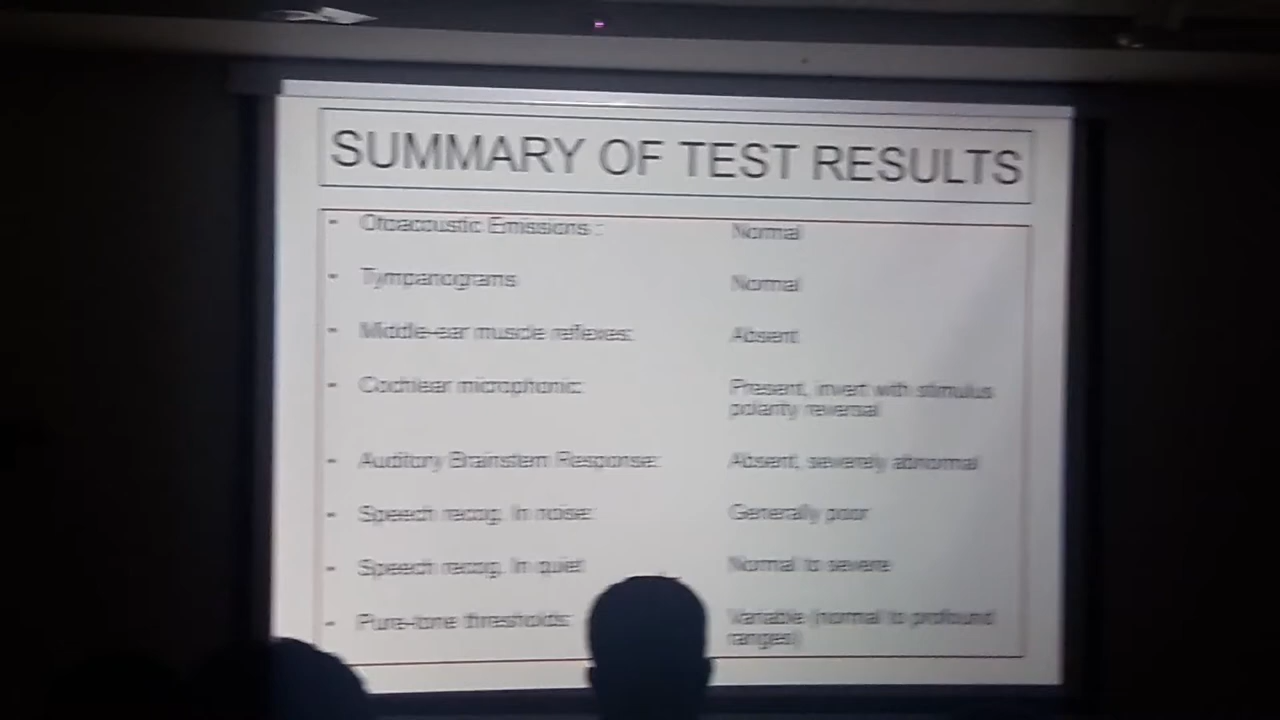 SUMMARY OF TEST RESULTS
- Otoacoustic Emissions : Normal
- Tympanograms Normal
- Middle-ear muscle reflexes: Absent
- Cochlear microphonic: Present, invert with stimulus
polarity reversal
- Auditory Brainstem Response: Absent, severely abnormal
- Speech recog. In noise: Generally poor
- Speech recog. In quiet Normal to severe
- Pure-tone thresholds: Variable (normal to profound
ranges)